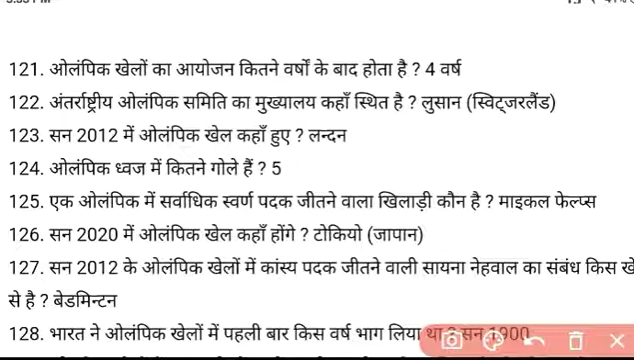 121. ओलंपिक खेलों का आयोजन कितने वर्षों के बाद होता है ? 4 वर्ष
122. अंतर्राष्ट्रीय ओलंपिक समिति का मुख्यालय कहाँ स्थित है ? लुसान (स्विट्जरलैंड)
123. सन 2012 में ओलंपिक खेल कहाँ हुए ? लन्दन
124. ओलंपिक ध्वज में कितने गोले हैं ? 5
125. एक ओलंपिक में सर्वाधिक स्वर्ण पदक जीतने वाला खिलाड़ी कौन है ? माइकल फेल्प्स
126. सन 2020 में ओलंपिक खेल कहाँ होंगे ? टोकियो (जापान)
127. सन 2012 के ओलंपिक खेलों में कांस्य पदक जीतने वाली सायना नेहवाल का संबंध किस खे
से है ? बेडमिन्टन
128. भारत ने ओलंपिक खेलों में पहली बार किस वर्ष भाग लिया था ? सन 1900